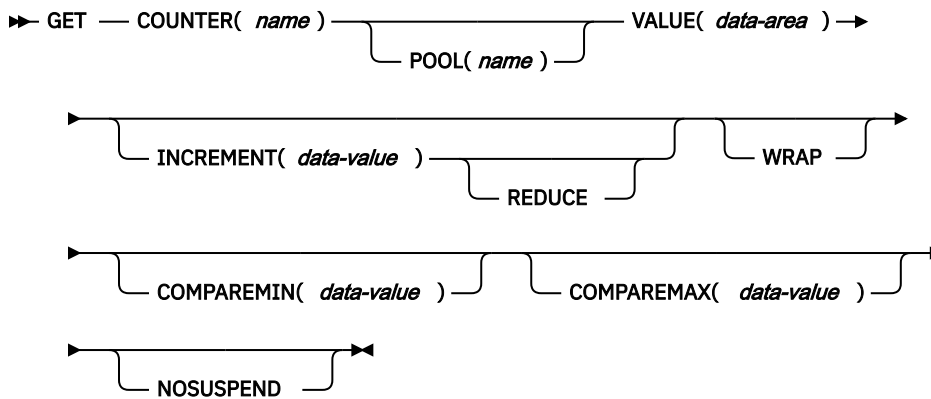 GET COUNTER( name ) VALUE( data-area )
POOL( name )
INCREMENT( data-value ) WRAP
REDUCE
COMPAREMIN( data-value ) COMPAREMAX( data-value )
NOSUSPEND